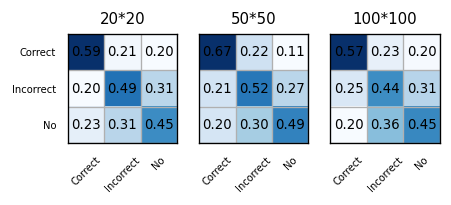 20*20 50*50 100*100
Correct 0.59 0.21 0.20 0.67 0.22 0.11 0.57 0.23 0.20
Incorrect 0.20 0.49 0.31 0.21 0.52 0.27 0.25 0.44 0.31
No 0.23 0.31 0.45 0.20 0.30 0.49 0.20 0.36 0.45
Correct Incorrect No Correct Incorrect No Correct Incorrect No